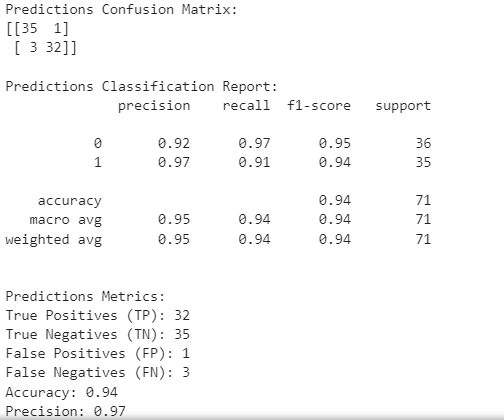 Predictions Confusion Matrix:
[[35  1]
 [ 3 32]]
Predictions Classification Report:
              precision    recall  f1-score   support
           0       0.92      0.97      0.95        36
           1       0.97      0.91      0.94        35
    accuracy                           0.94        71
   macro avg       0.95      0.94      0.94        71
weighted avg       0.95      0.94      0.94        71
Predictions Metrics:
True Positives (TP): 32
True Negatives (TN): 35
False Positives (FP): 1
False Negatives (FN): 3
Accuracy: 0.94
Precision: 0.97